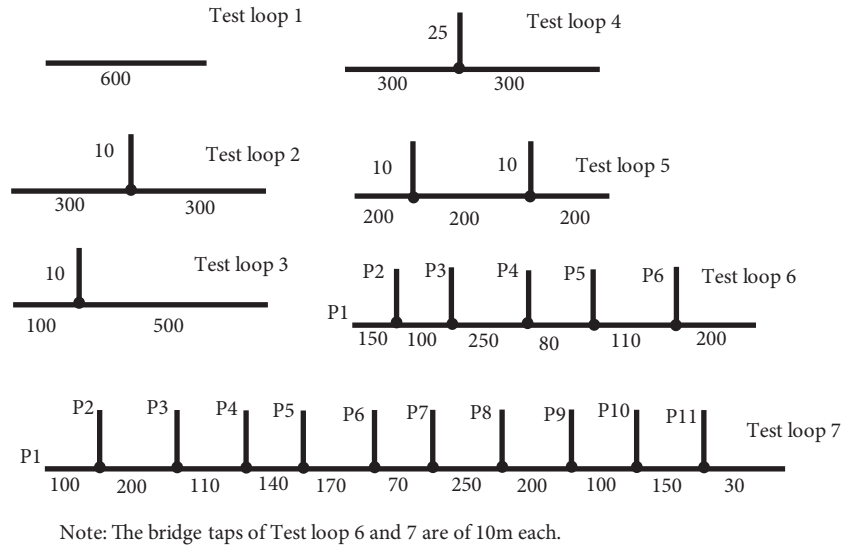 Test loop 1
600
Test loop 2
10
300 300
Test loop 3
10
100 500
Test loop 4
25
300 300
Test loop 5
10 10
200 200 200
Test loop 6
P1 P2 P3 P4 P5 P6
150 100 250 80 110 200
Test loop 7
P1 P2 P3 P4 P5 P6 P7 P8 P9 P10 P11
100 200 110 140 170 70 250 200 100 150 30
Note: The bridge taps of Test loop 6 and 7 are of 10m each.